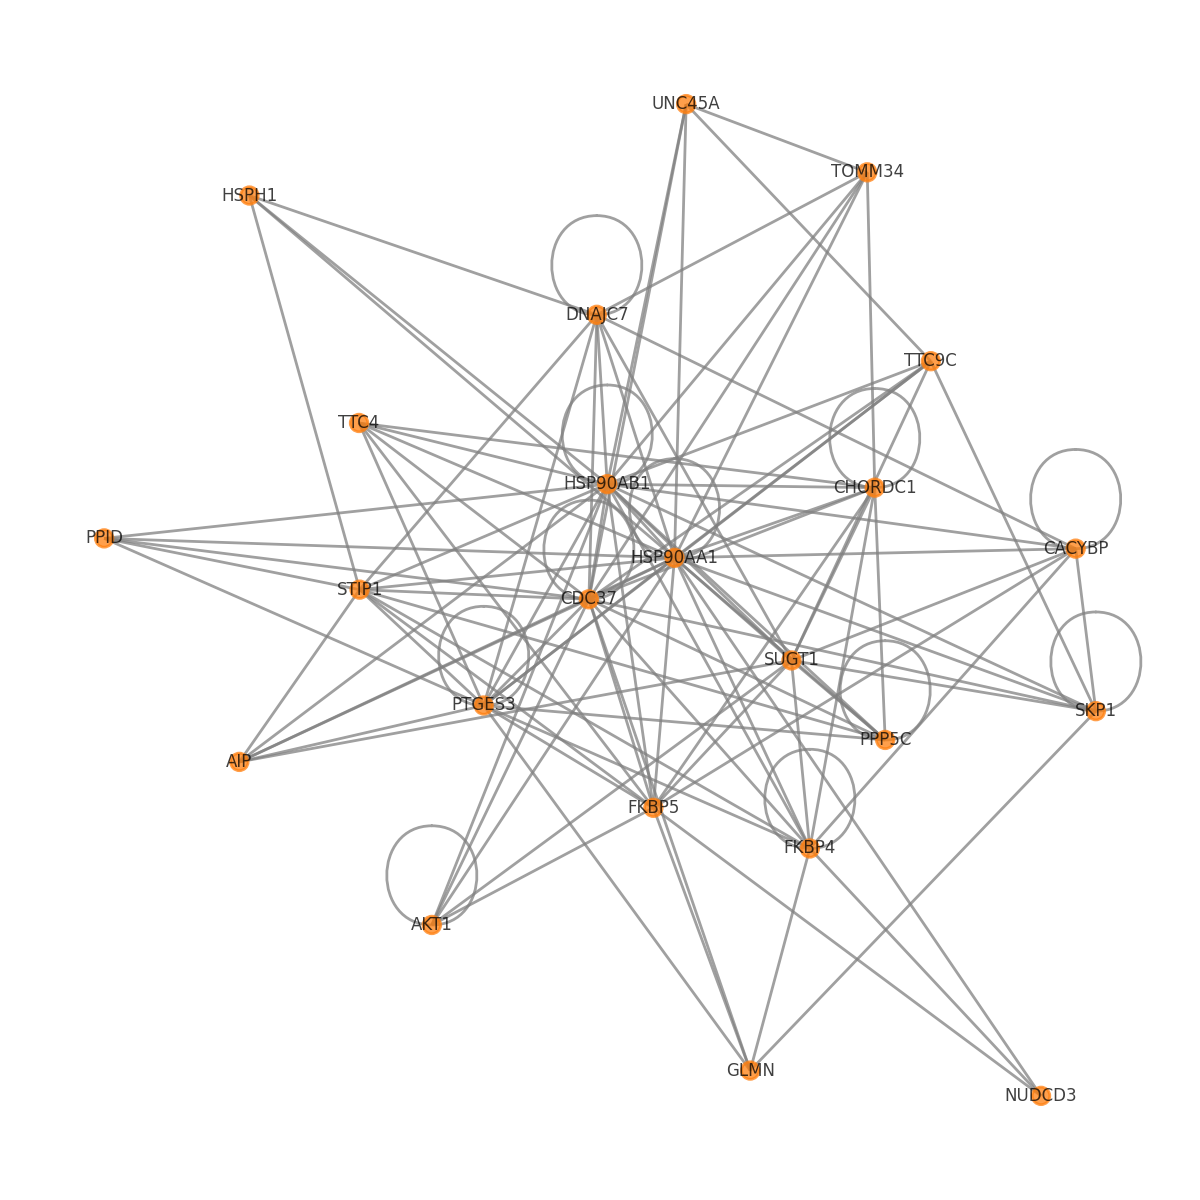 UNC45A
TOMM34
HSPH1
DNAJC7
TTC9C
TTC4
HSP90AB1
CHORDC1
PPID
CACYBP
HSP90AA1
STIP1
CDC37
SUGT1
PTGES3
SKP1
PPP5C
AIP
FKBP5
FKBP4
AKT1
GLMN
NUDCD3